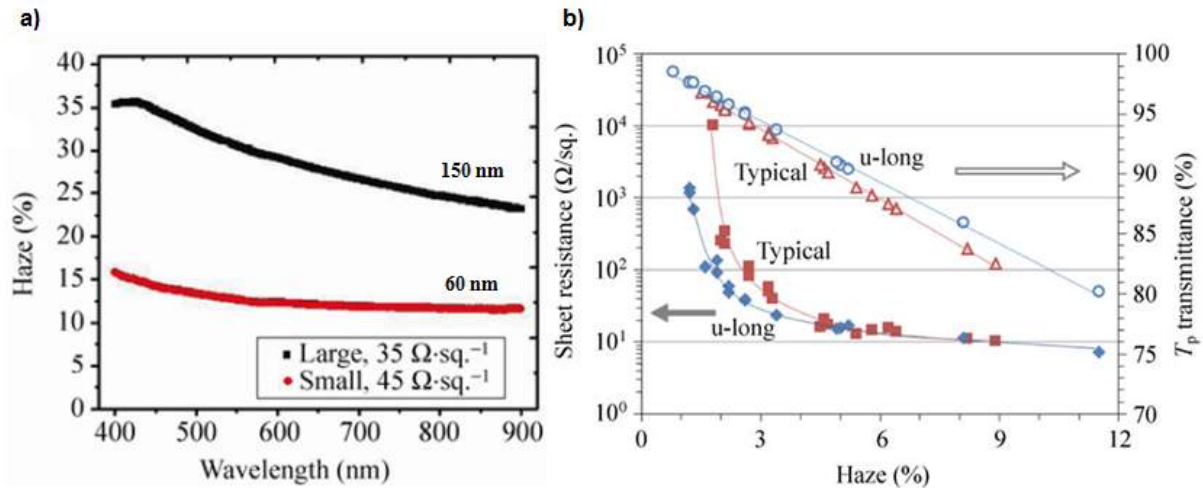 a)
40
35
30
25
20
15
10
5
0
Haze (%)
150 nm
60 nm
Large, 35 Ω·sq.⁻¹
Small, 45 Ω·sq.⁻¹
400 500 600 700 800 900
Wavelength (nm)
b)
10⁵
10⁴
10³
10²
10¹
10⁰
Sheet resistance (Ω/sq.)
Typical
u-long
Typical
u-long
100
95
90
85
80
75
70
Tₚ transmittance (%)
0 3 6 9 12
Haze (%)